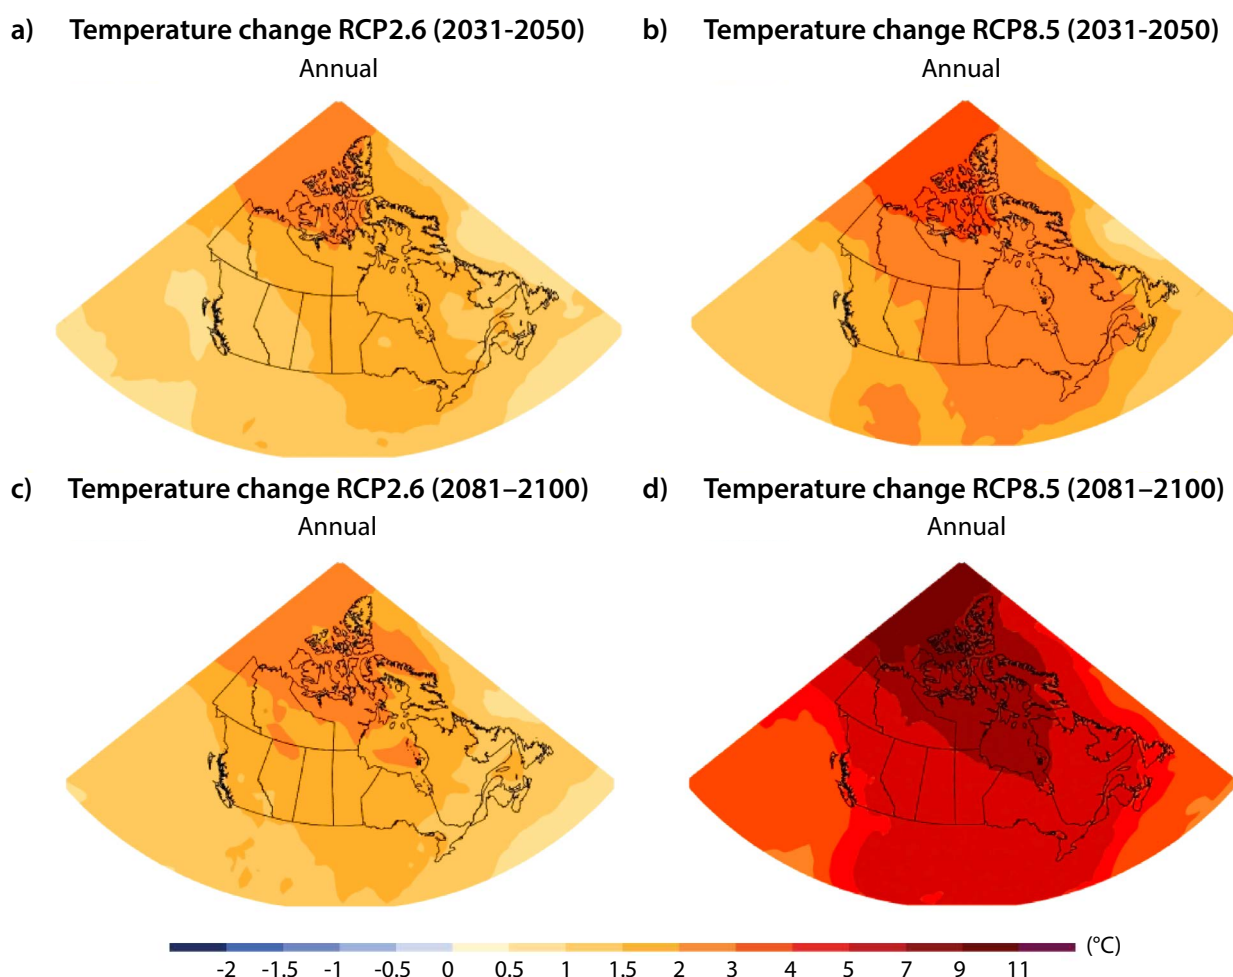 a) Temperature change RCP2.6 (2031-2050)
Annual
b) Temperature change RCP8.5 (2031-2050)
Annual
c) Temperature change RCP2.6 (2081–2100)
Annual
d) Temperature change RCP8.5 (2081–2100)
Annual
-2 -1.5 -1 -0.5 0 0.5 1 1.5 2 3 4 5 7 9 11 (°C)